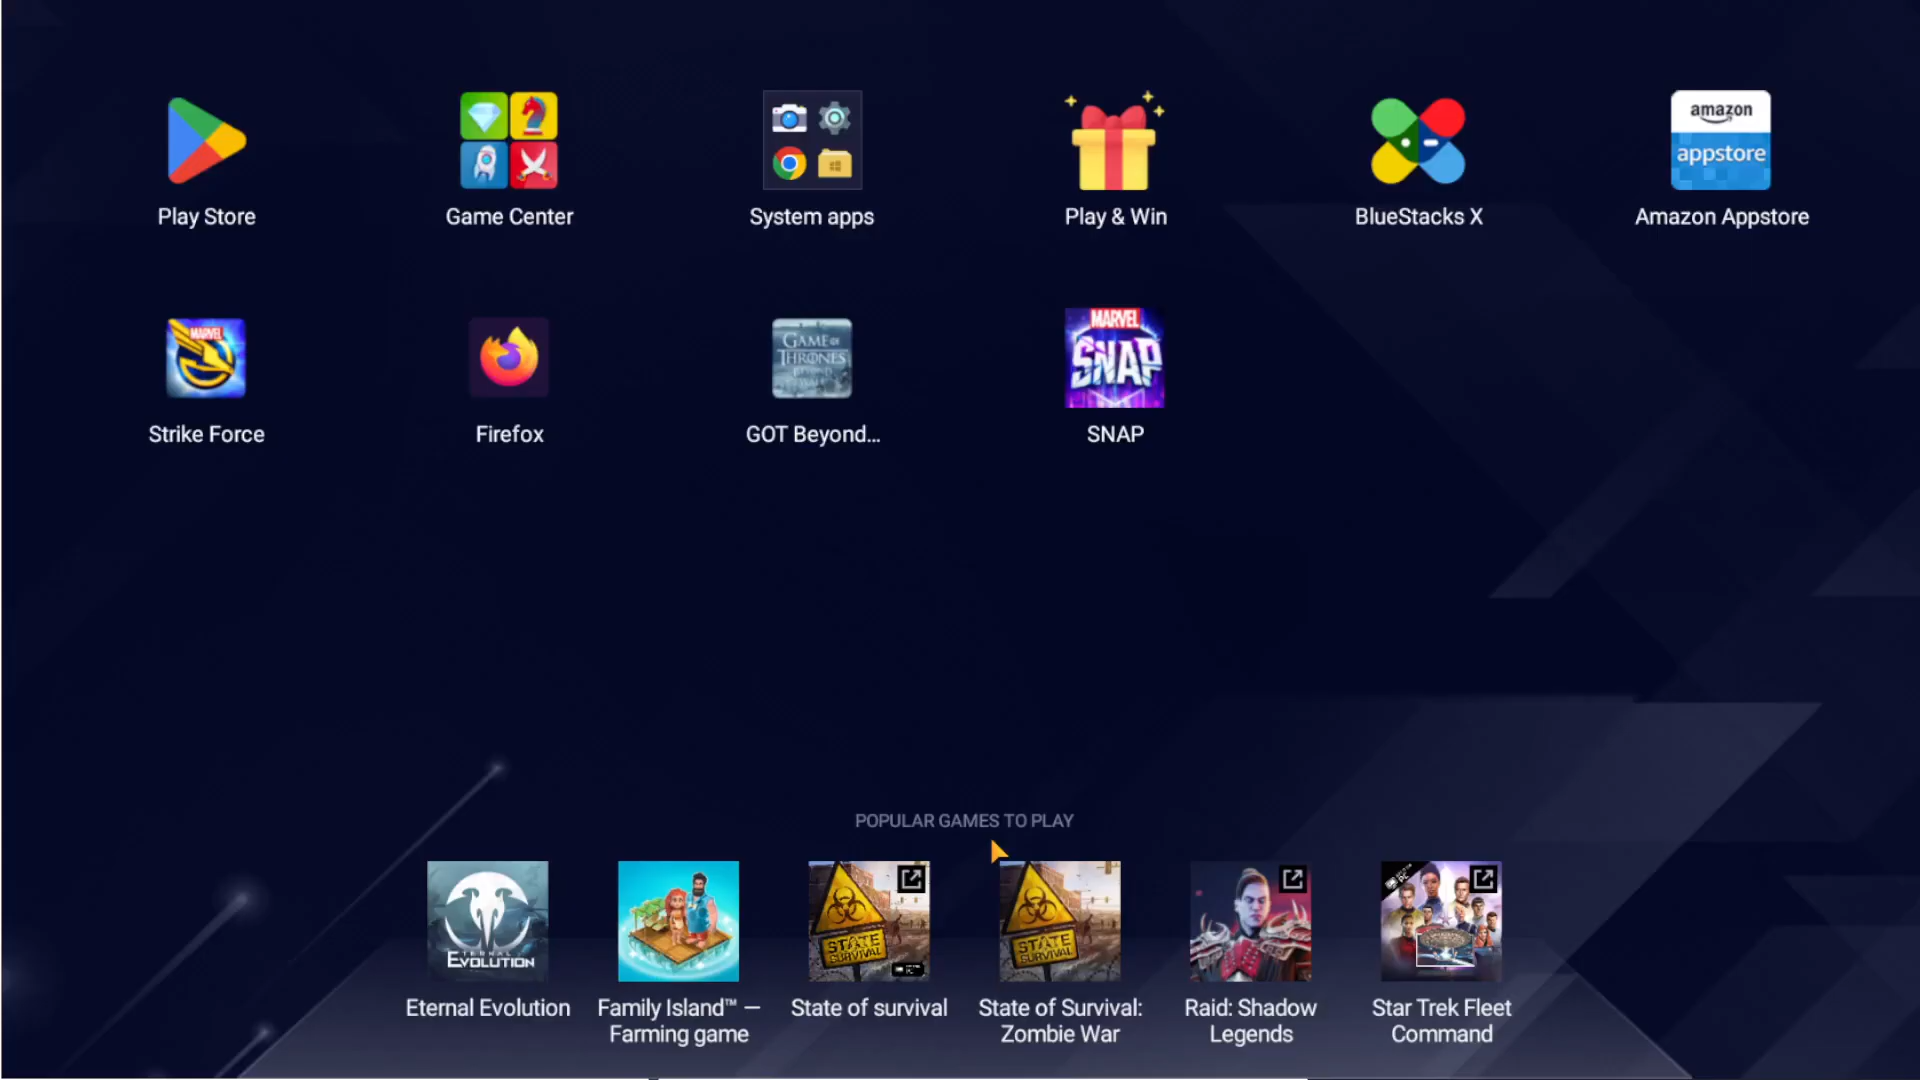 amazon
appstore
Play Store
Game Center
System apps
Play & Win
BlueStacks X
Amazon Appstore
MARVEL
GAME OF
THRONES
BEYOND
MARVEL
SNAP
Strike Force
Firefox
GOT Beyond...
SNAP
POPULAR GAMES TO PLAY
ETERNAL
EVOLUTION
STATE
SURVIVAL
STATE
SURVIVAL
Eternal Evolution
Family Island™ —
Farming game
State of survival
State of Survival:
Zombie War
Raid: Shadow
Legends
Star Trek Fleet
Command